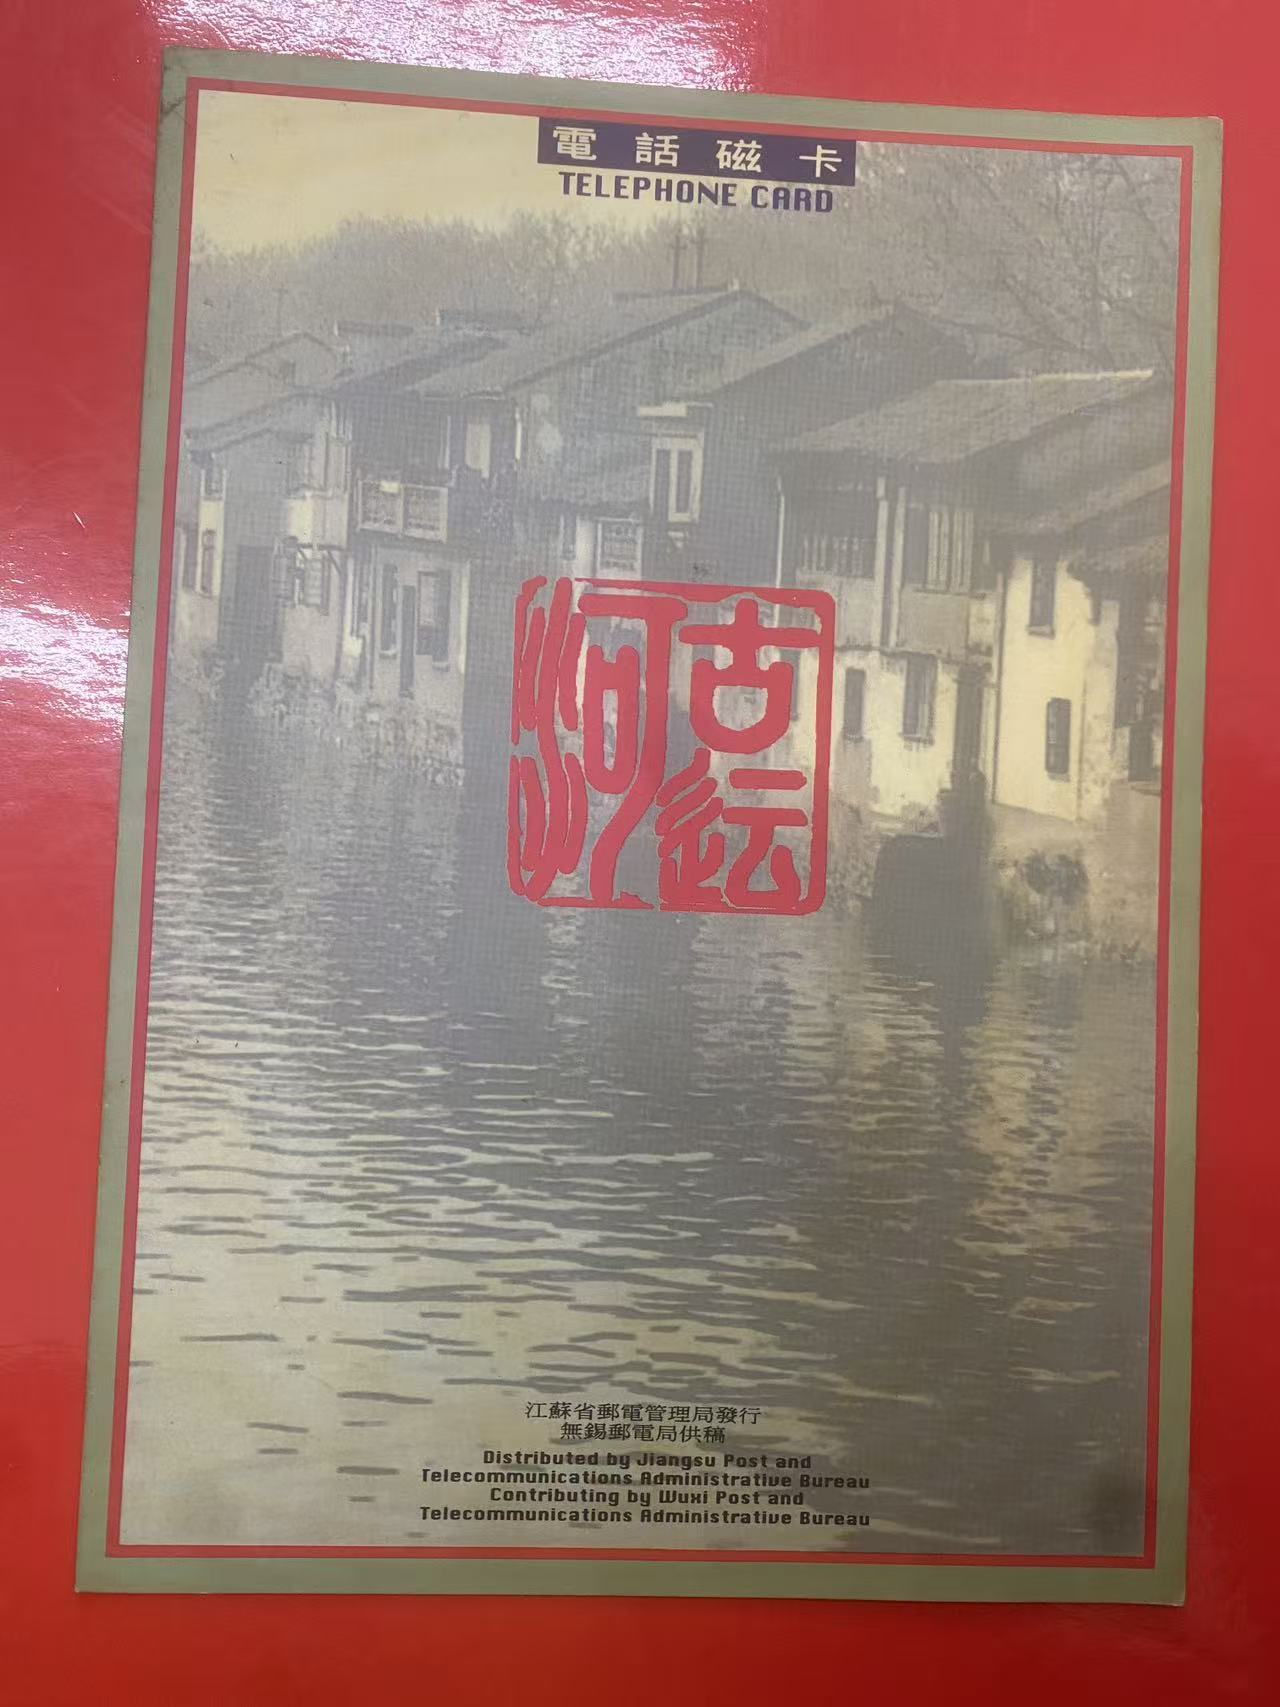 電話磁卡
TELEPHONE CARD
古运
河
江蘇省郵電管理局發行
無錫郵電局供稿
Distributed by Jiangsu Post and
Telecommunications Administrative Bureau
Contributing by Wuxi Post and
Telecommunications Administrative Bureau